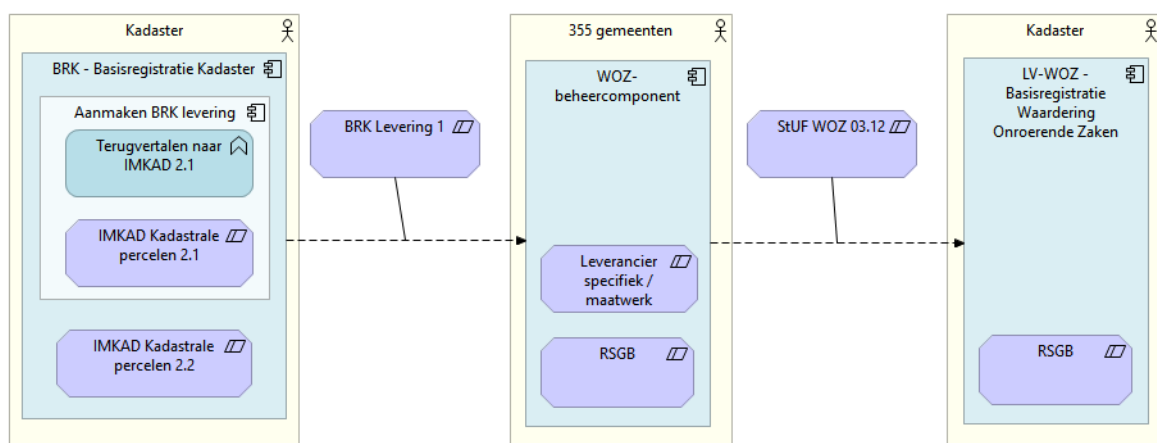 Kadaster
BRK - Basisregistratie Kadaster
Aanmaken BRK levering
Terugvertalen naar
IMKAD 2.1
IMKAD Kadastrale
percelen 2.1
IMKAD Kadastrale
percelen 2.2
BRK Levering 1
355 gemeenten
WOZ-
beheercomponent
Leverancier
specifiek /
maatwerk
RSGB
StUF WOZ 03.12
Kadaster
LV-WOZ -
Basisregistratie
Waardering
Onroerende Zaken
RSGB